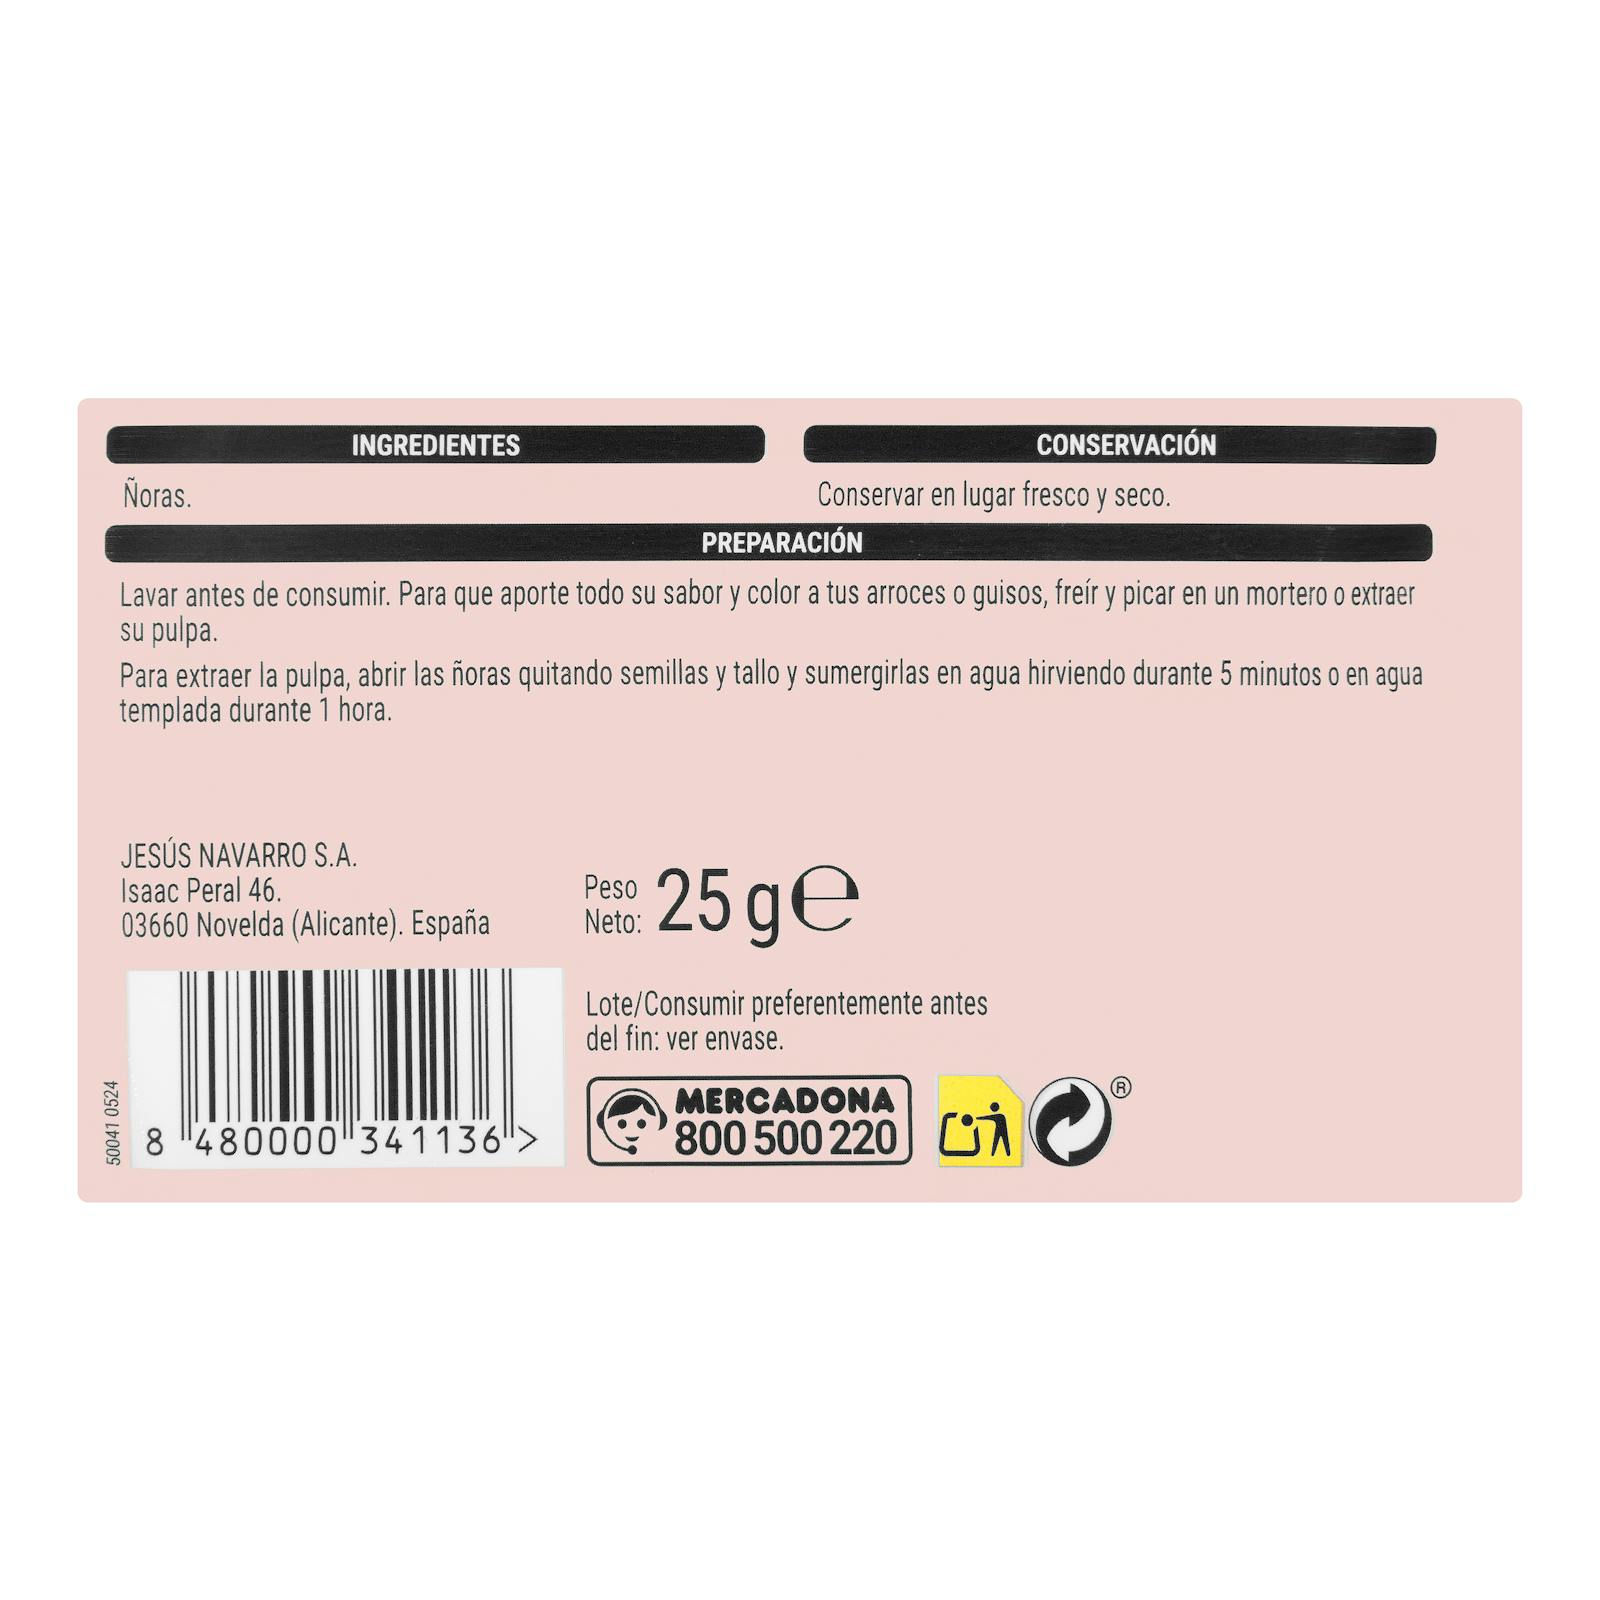 INGREDIENTES
Ñoras.
CONSERVACIÓN
Conservar en lugar fresco y seco.
PREPARACIÓN
Lavar antes de consumir. Para que aporte todo su sabor y color a tus arroces o guisos, freír y picar en un mortero o extraer
su pulpa.
Para extraer la pulpa, abrir las ñoras quitando semillas y tallo y sumergirlas en agua hirviendo durante 5 minutos o en agua
templada durante 1 hora.
JESÚS NAVARRO S.A.
Isaac Peral 46.
03660 Novelda (Alicante). España
Peso
Neto: 25 g ℮
50041 0524
8 480000 341136 >
Lote/Consumir preferentemente antes
del fin: ver envase.
MERCADONA
800 500 220
®